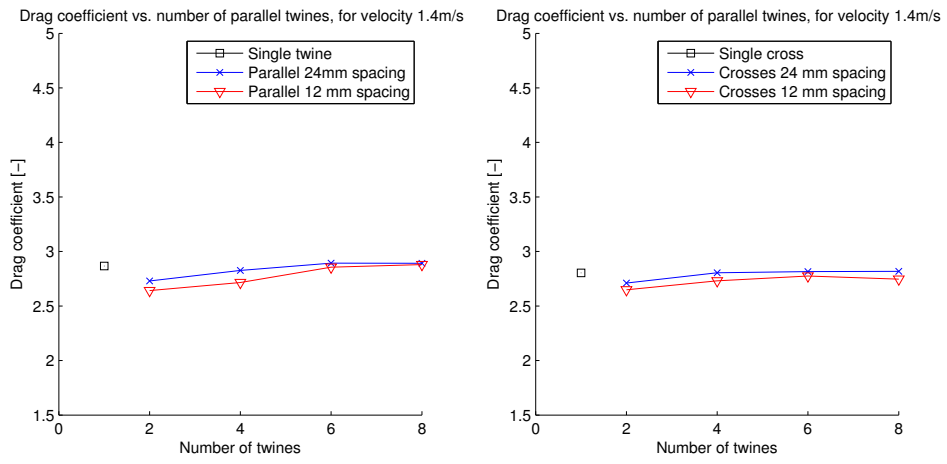 Drag coefficient vs. number of parallel twines, for velocity 1.4m/s
5
4.5
4
3.5
3
2.5
2
1.5
Drag coefficient [-]
Single twine
Parallel 24mm spacing
Parallel 12 mm spacing
0
2
4
6
8
Number of twines
Drag coefficient vs. number of parallel twines, for velocity 1.4m/s
5
4.5
4
3.5
3
2.5
2
1.5
Drag coefficient [-]
Single cross
Crosses 24 mm spacing
Crosses 12 mm spacing
0
2
4
6
8
Number of twines